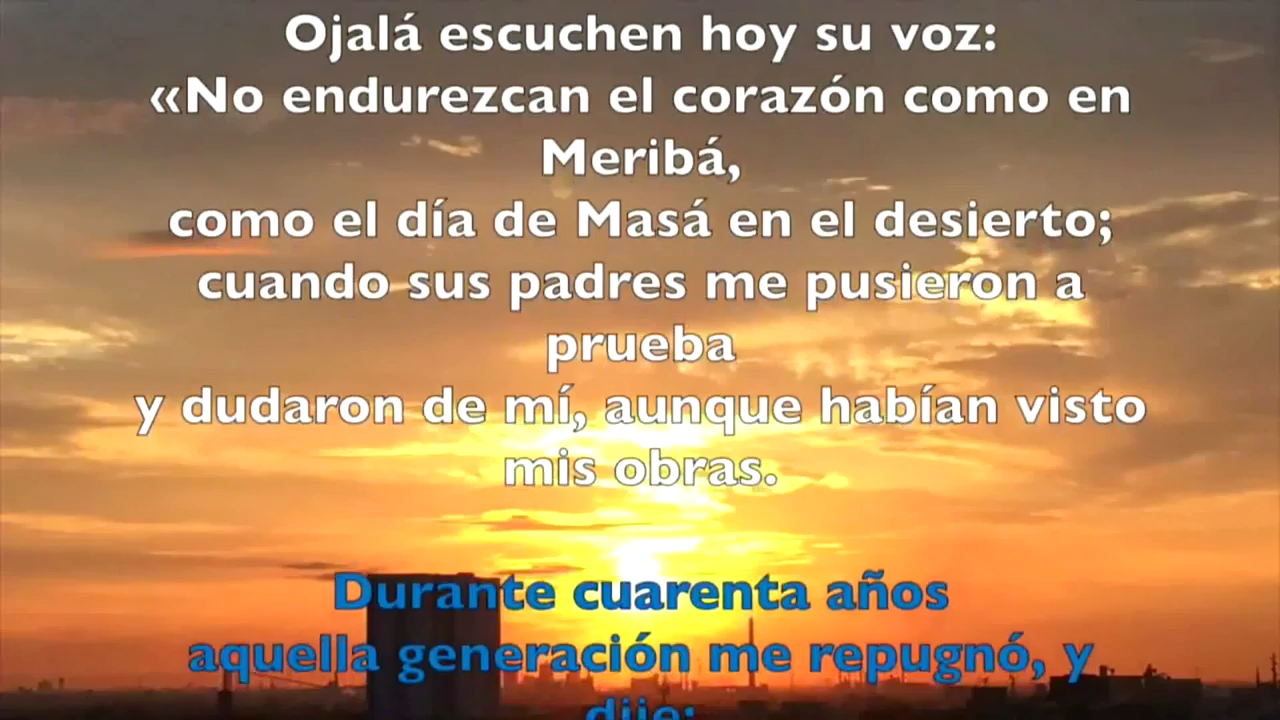 Ojalá escuchen hoy su voz:
«No endurezcan el corazón como en
Meribá,
como el día de Masá en el desierto;
cuando sus padres me pusieron a
prueba
y dudaron de mí, aunque habían visto
mis obras.
Durante cuarenta años
aquella generación me repugnó, y
dije: